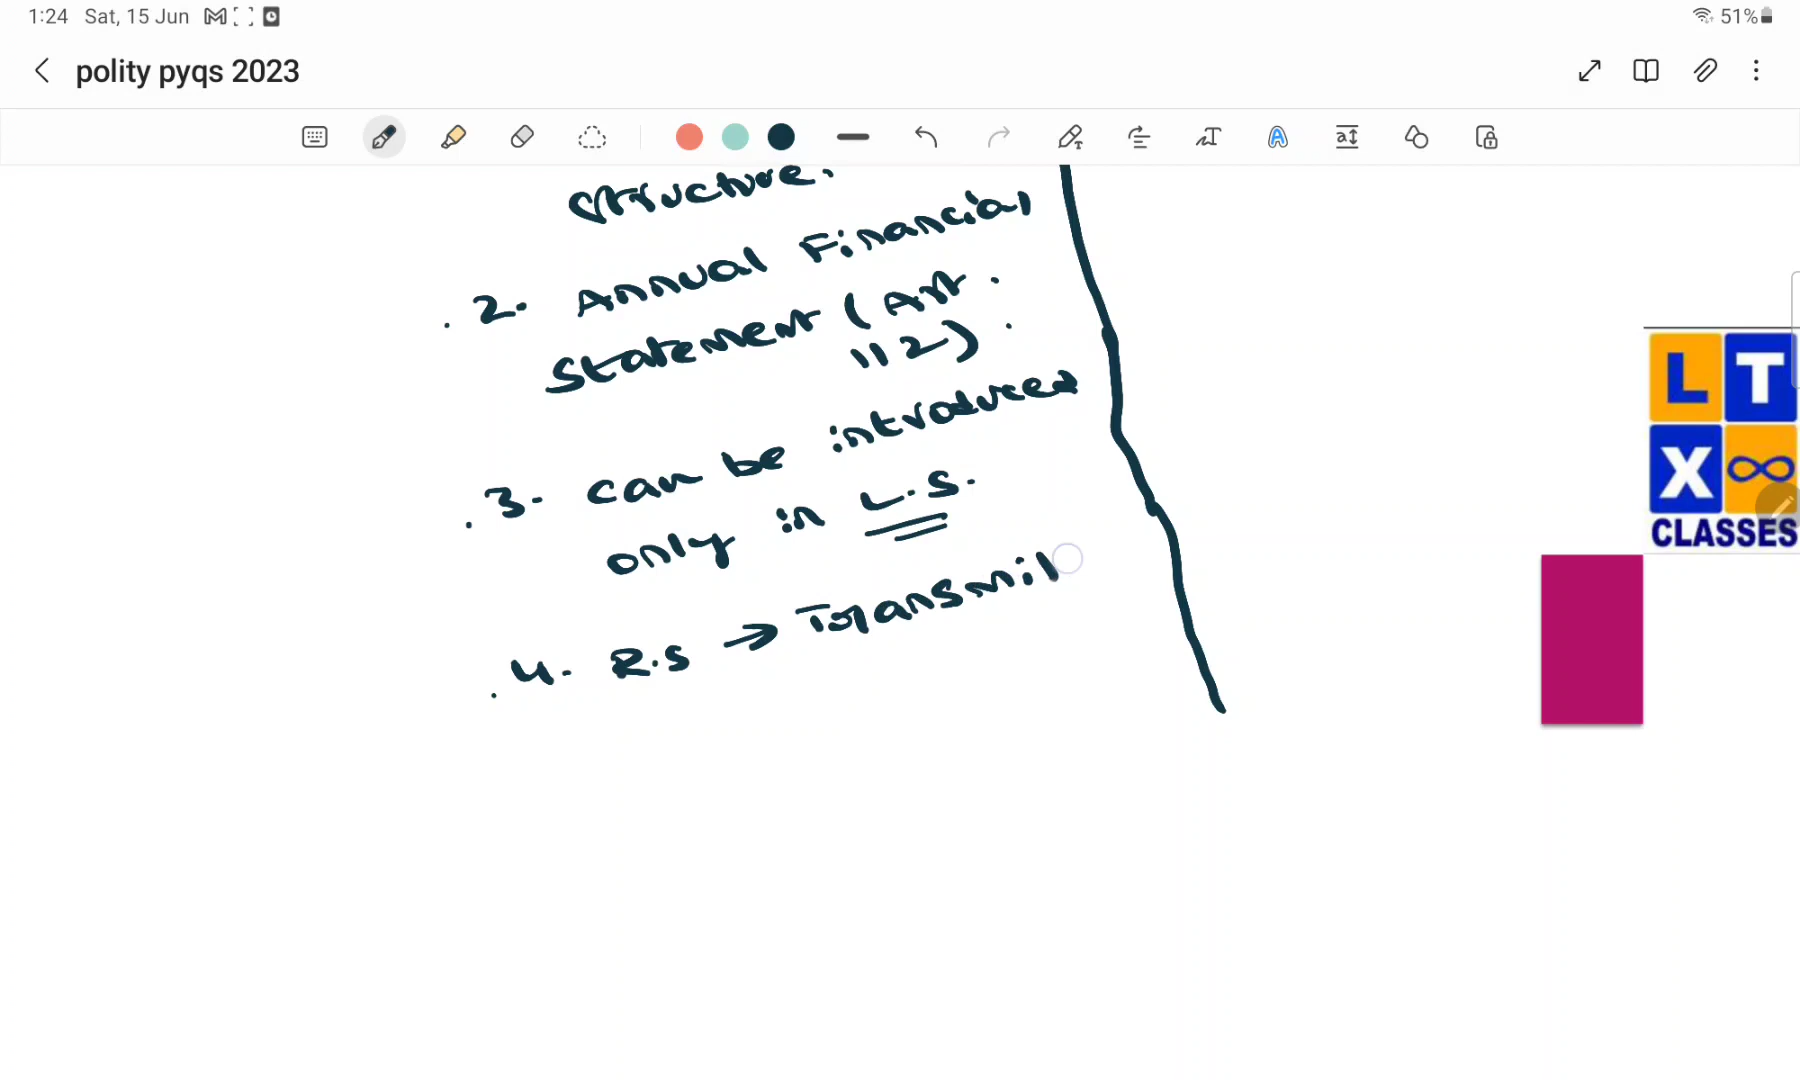 1:24 Sat, 15 Jun 51%
polity pyqs 2023
structure.
.2. Annual Financial
Statement (Art.
112).
.3. can be introduced
only in L.S.
.4. R.S → Transmit
L T
X ∞
CLASSES